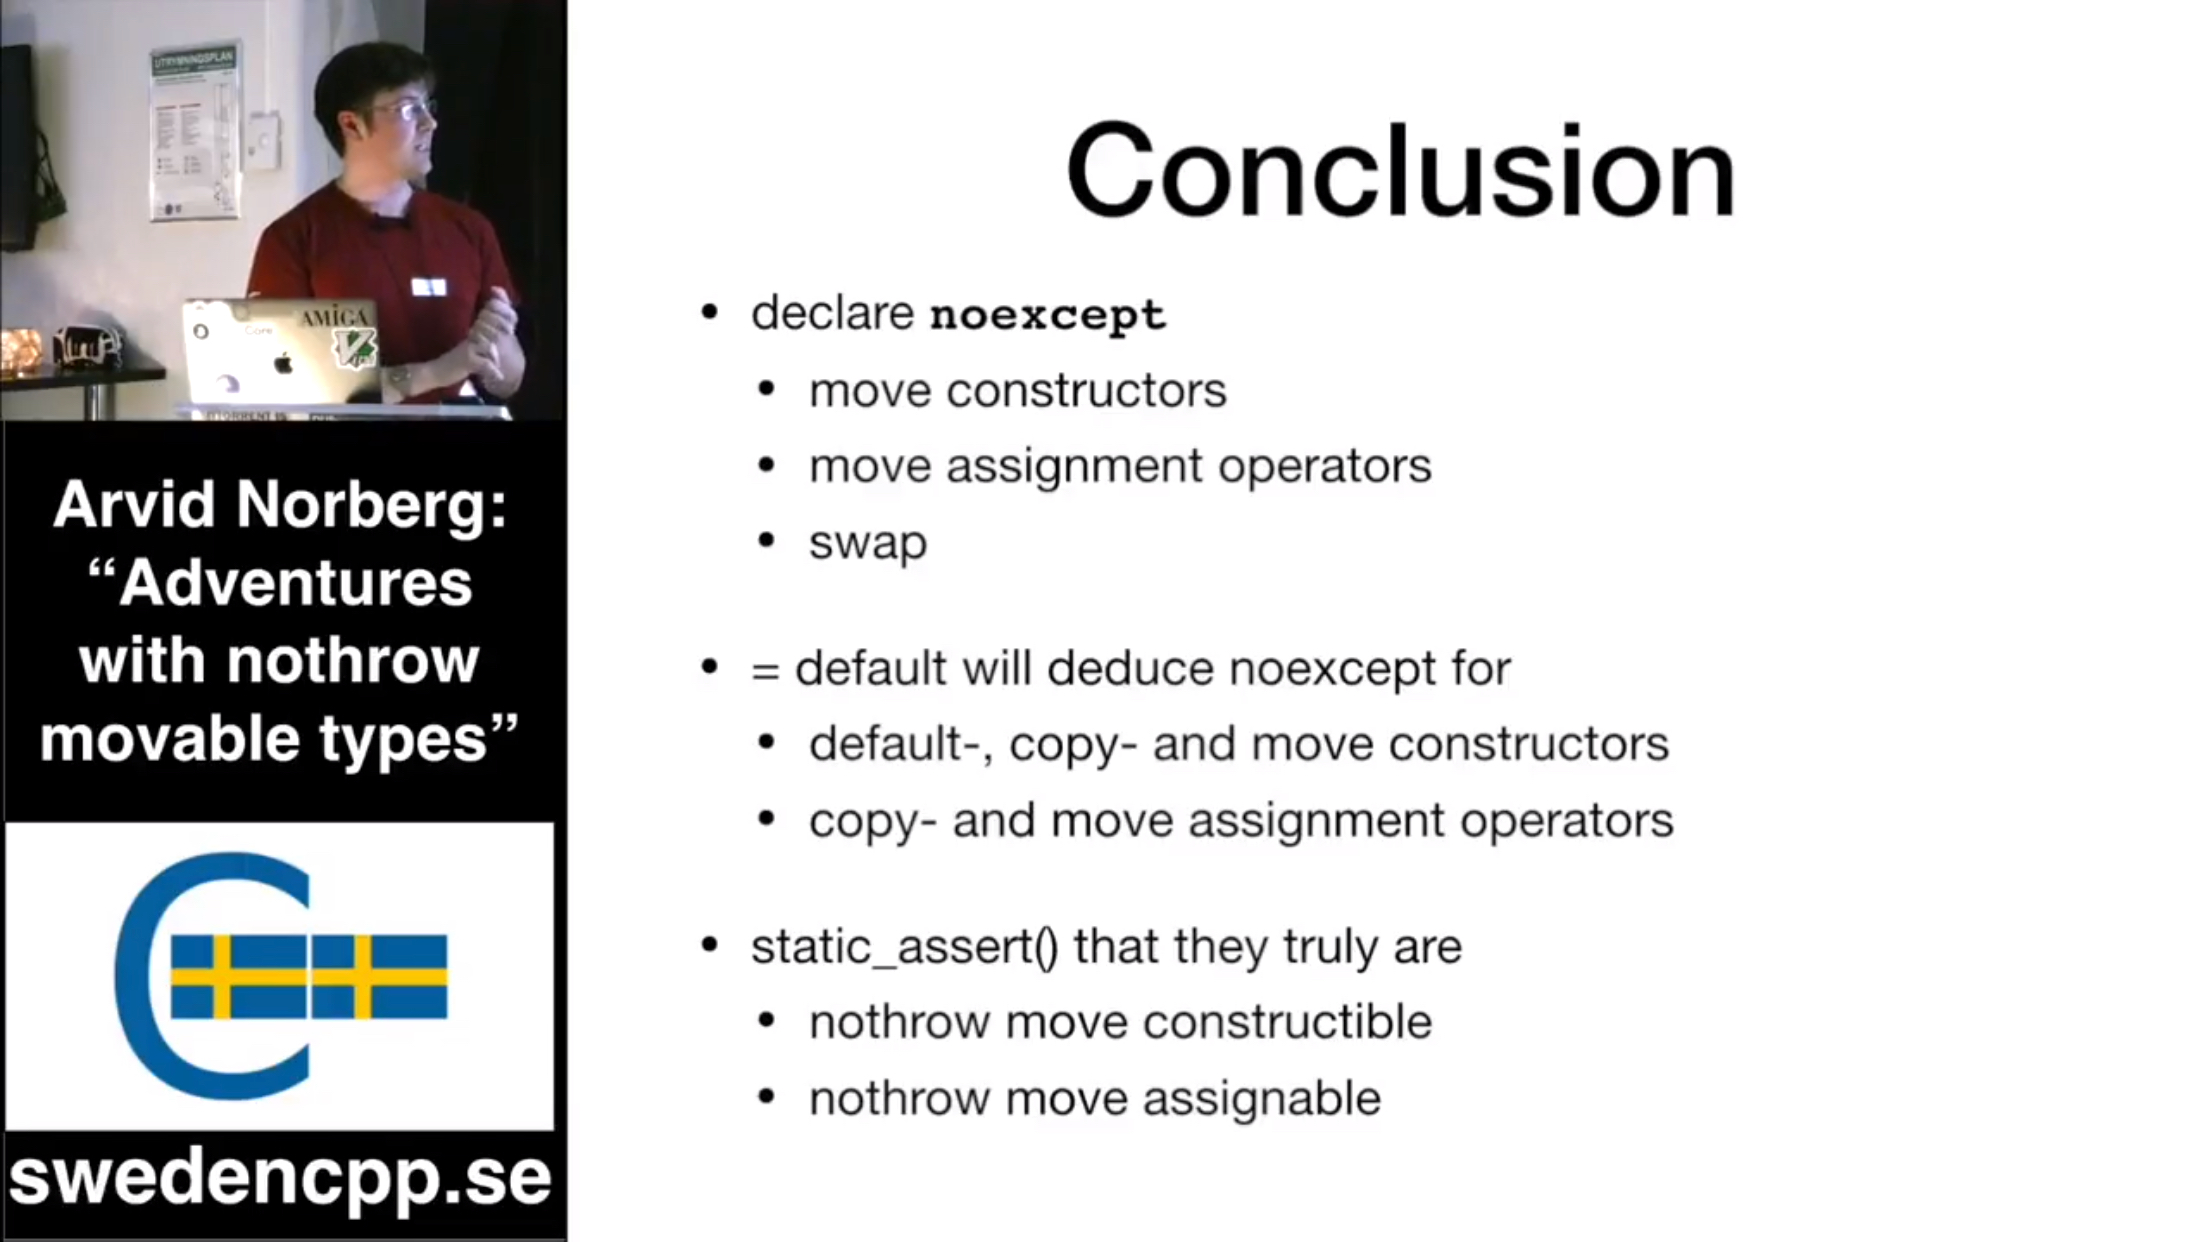 UTRYMNINGSPLAN
Core
AMIGA
Arvid Norberg:
“Adventures
with nothrow
movable types”
swedencpp.se
Conclusion
• declare noexcept
• move constructors
• move assignment operators
• swap
• = default will deduce noexcept for
• default-, copy- and move constructors
• copy- and move assignment operators
• static_assert() that they truly are
• nothrow move constructible
• nothrow move assignable